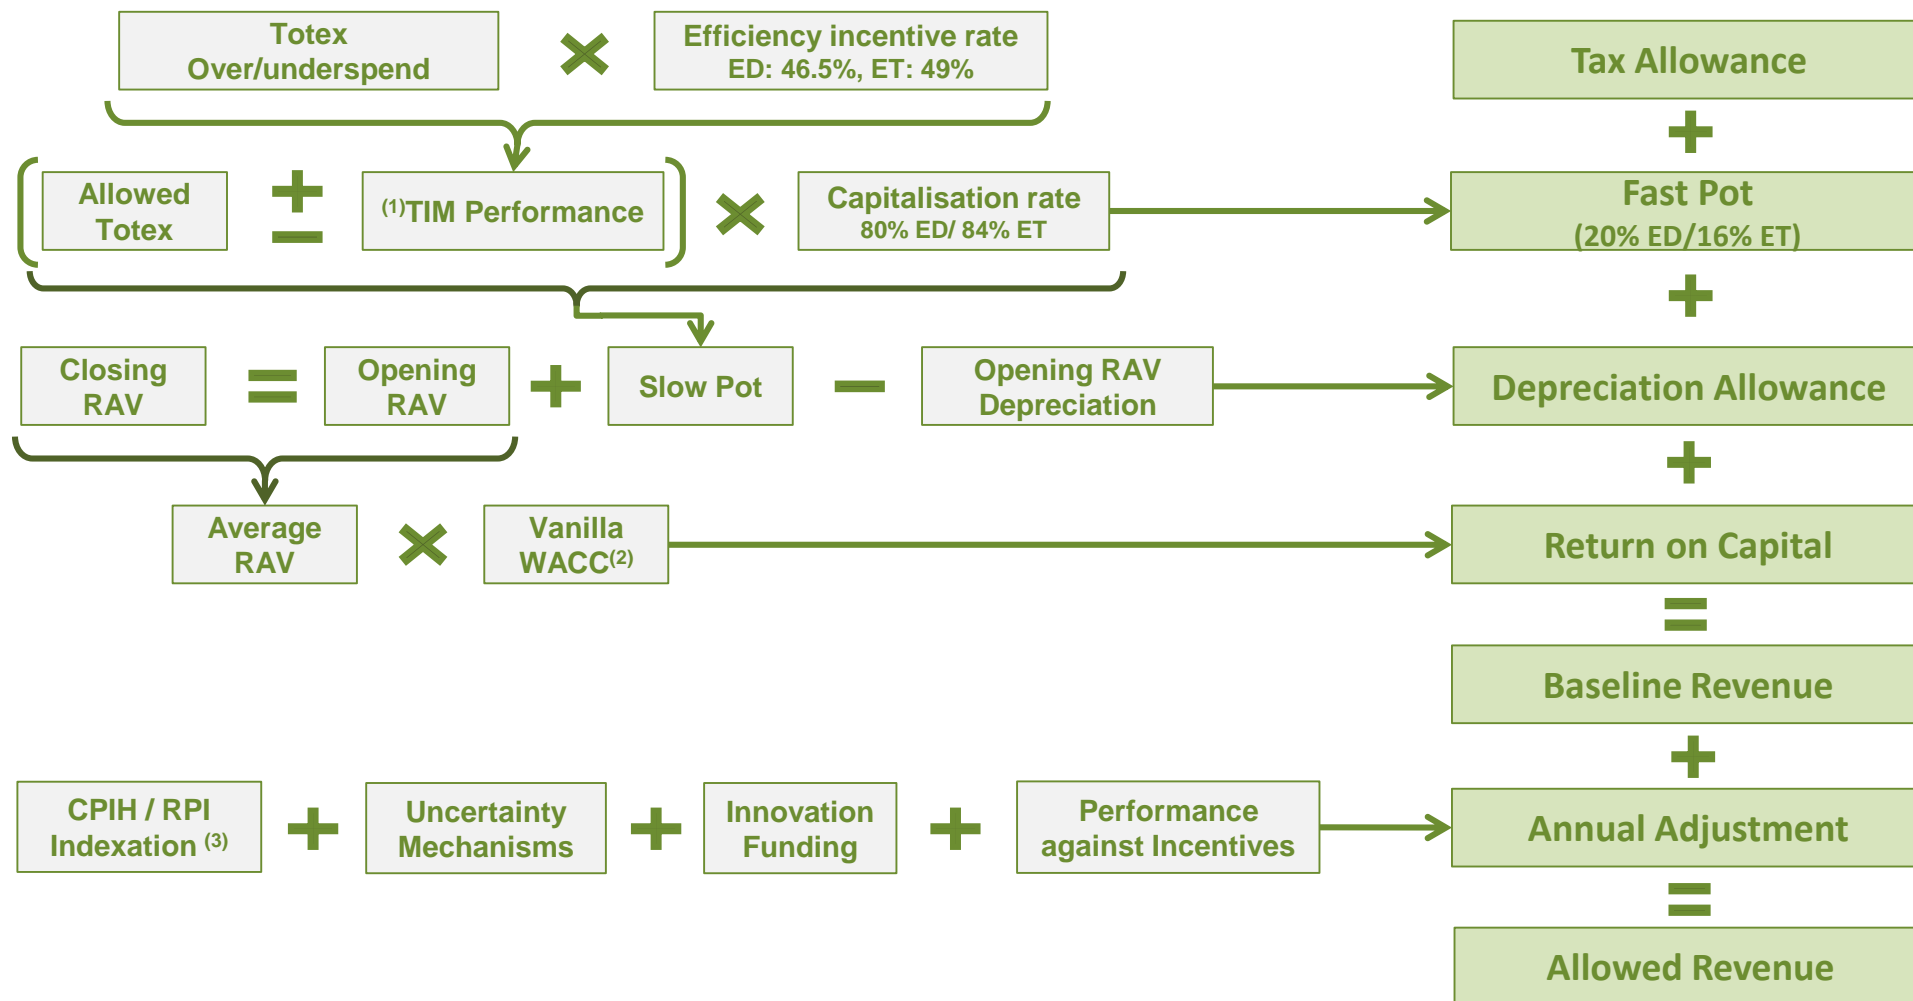 Totex
Over/underspend
Efficiency incentive rate
ED: 46.5%, ET: 49%
Tax Allowance
Allowed
Totex
(1)TIM Performance
Capitalisation rate
80% ED/ 84% ET
Fast Pot
(20% ED/16% ET)
Closing
RAV
Opening
RAV
Slow Pot
Opening RAV
Depreciation
Depreciation Allowance
Average
RAV
Vanilla
WACC(2)
Return on Capital
Baseline Revenue
CPIH / RPI
Indexation (3)
Uncertainty
Mechanisms
Innovation
Funding
Performance
against Incentives
Annual Adjustment
Allowed Revenue